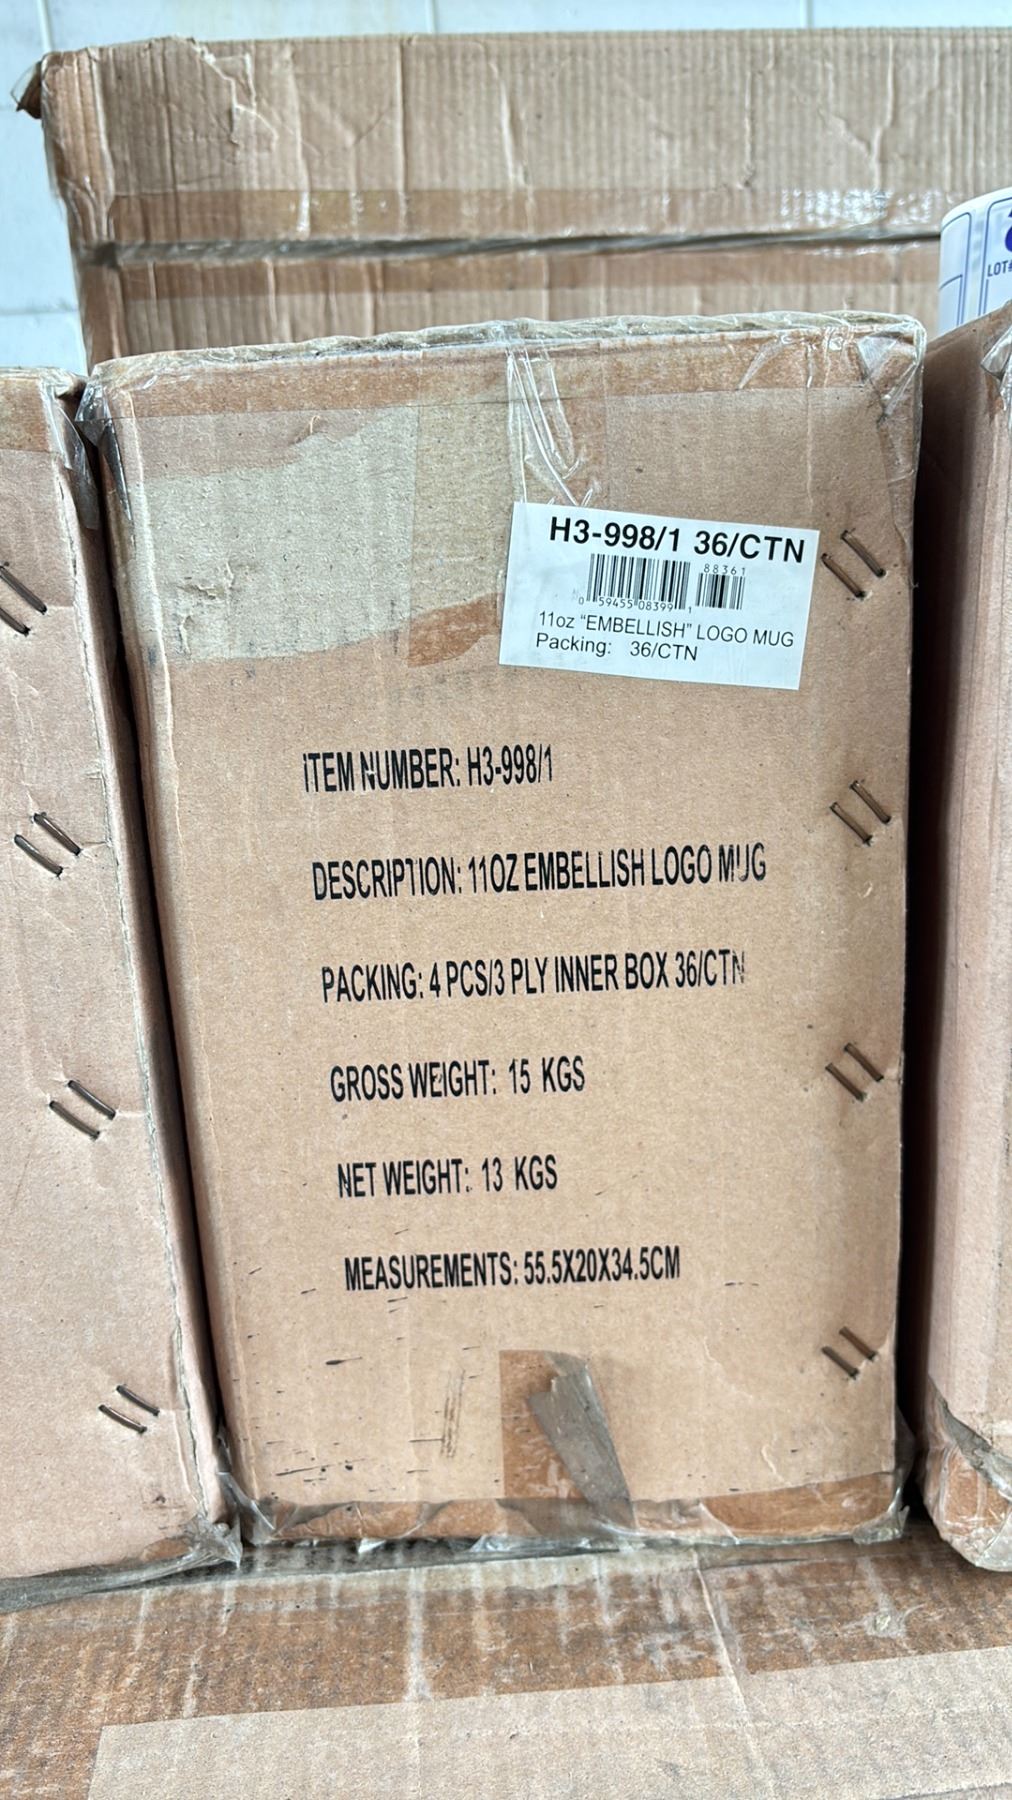 LOT#
H3-998/1 36/CTN
88361
0 59455 08399 1
11oz "EMBELLISH" LOGO MUG
Packing: 36/CTN
ITEM NUMBER: H3-998/1
DESCRIPTION: 11OZ EMBELLISH LOGO MUG
PACKING: 4 PCS/3 PLY INNER BOX 36/CTN
GROSS WEIGHT: 15 KGS
NET WEIGHT: 13 KGS
MEASUREMENTS: 55.5X20X34.5CM